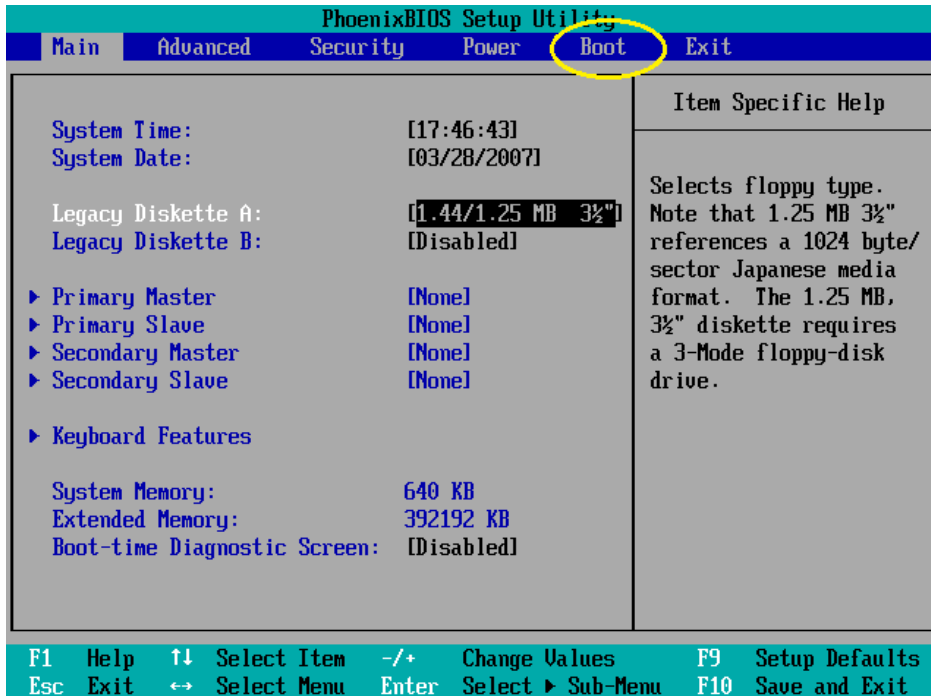 PhoenixBIOS Setup Utility
Main Advanced Security Power Boot Exit
System Time: [17:46:43]
System Date: [03/28/2007]
Legacy Diskette A: [1.44/1.25 MB 3½"]
Legacy Diskette B: [Disabled]
▶ Primary Master [None]
▶ Primary Slave [None]
▶ Secondary Master [None]
▶ Secondary Slave [None]
▶ Keyboard Features
System Memory: 640 KB
Extended Memory: 392192 KB
Boot-time Diagnostic Screen: [Disabled]
Item Specific Help
Selects floppy type.
Note that 1.25 MB 3½"
references a 1024 byte/
sector Japanese media
format. The 1.25 MB,
3½" diskette requires
a 3-Mode floppy-disk
drive.
F1 Help ↑↓ Select Item -/+ Change Values F9 Setup Defaults
Esc Exit ↔ Select Menu Enter Select ▶ Sub-Menu F10 Save and Exit